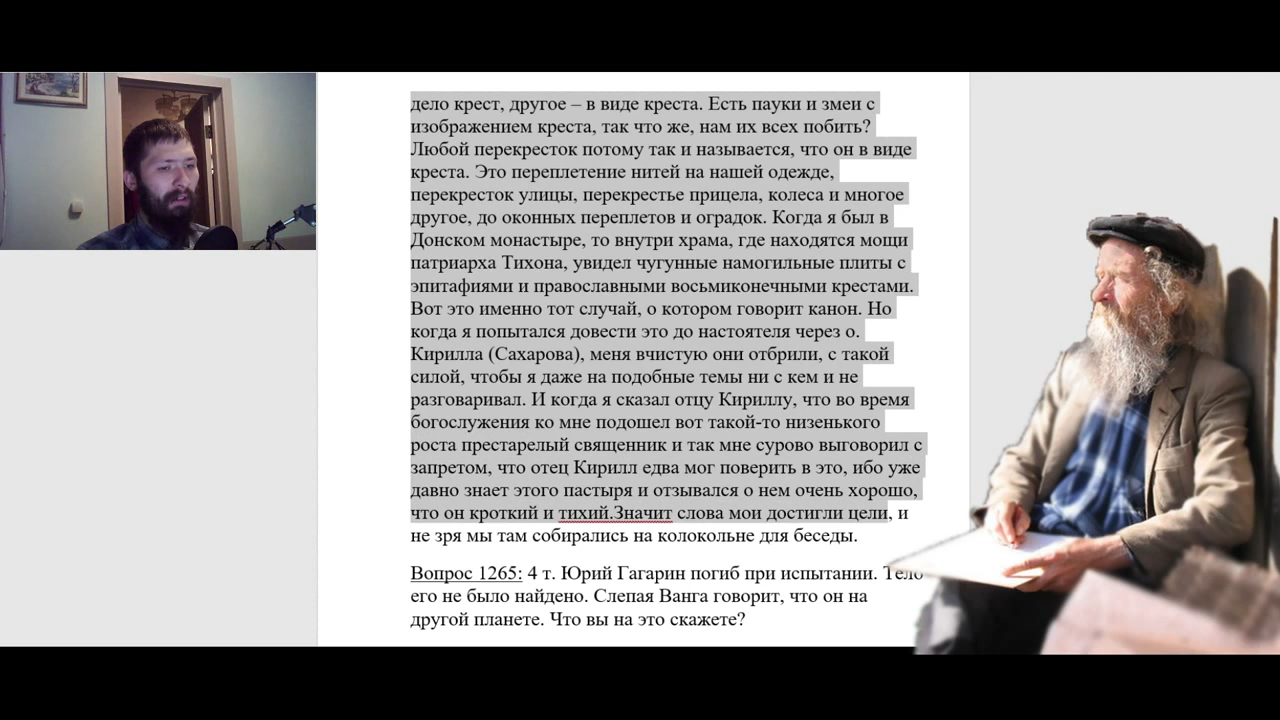 дело крест, другое – в виде креста. Есть пауки и змеи с
изображением креста, так что же, нам их всех побить?
Любой перекресток потому так и называется, что он в виде
креста. Это переплетение нитей на нашей одежде,
перекресток улицы, перекрестье прицела, колеса и многое
другое, до оконных переплетов и оградок. Когда я был в
Донском монастыре, то внутри храма, где находятся мощи
патриарха Тихона, увидел чугунные намогильные плиты с
эпитафиями и православными восьмиконечными крестами.
Вот это именно тот случай, о котором говорит канон. Но
когда я попытался довести это до настоятеля через о.
Кирилла (Сахарова), меня вчистую они отбрили, с такой
силой, чтобы я даже на подобные темы ни с кем и не
разговаривал. И когда я сказал отцу Кириллу, что во время
богослужения ко мне подошел вот такой-то низенького
роста престарелый священник и так мне сурово выговорил с
запретом, что отец Кирилл едва мог поверить в это, ибо уже
давно знает этого пастыря и отзывался о нем очень хорошо,
что он кроткий и тихий.Значит слова мои достигли цели, и
не зря мы там собирались на колокольне для беседы.
Вопрос 1265: 4 т. Юрий Гагарин погиб при испытании. Тело
его не было найдено. Слепая Ванга говорит, что он на
другой планете. Что вы на это скажете?